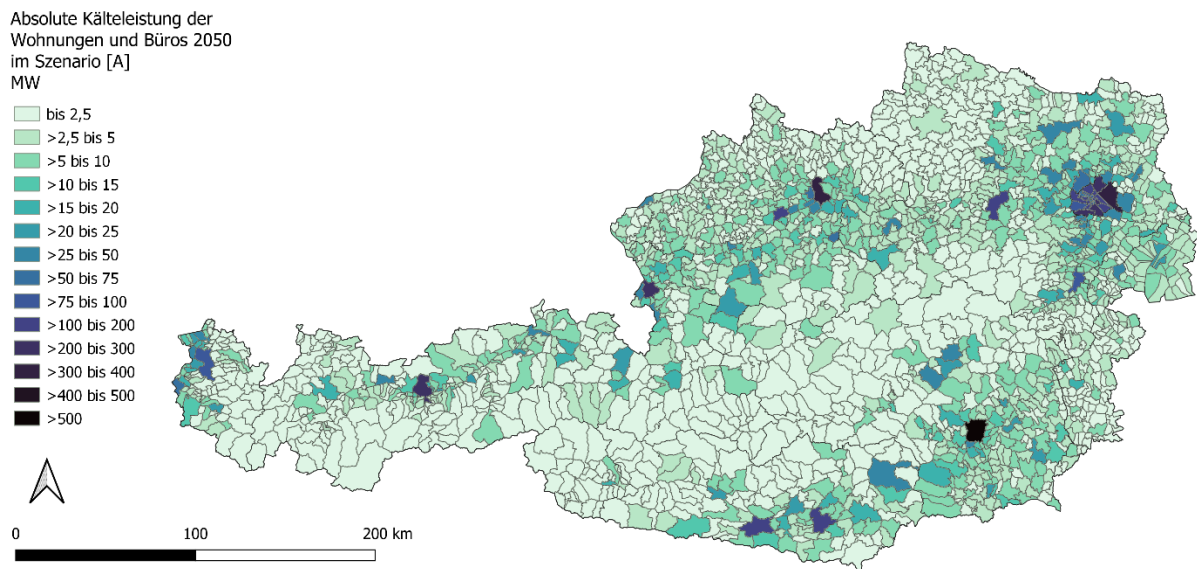 Absolute Kälteleistung der
Wohnungen und Büros 2050
im Szenario [A]
MW
bis 2,5
>2,5 bis 5
>5 bis 10
>10 bis 15
>15 bis 20
>20 bis 25
>25 bis 50
>50 bis 75
>75 bis 100
>100 bis 200
>200 bis 300
>300 bis 400
>400 bis 500
>500
0 100 200 km